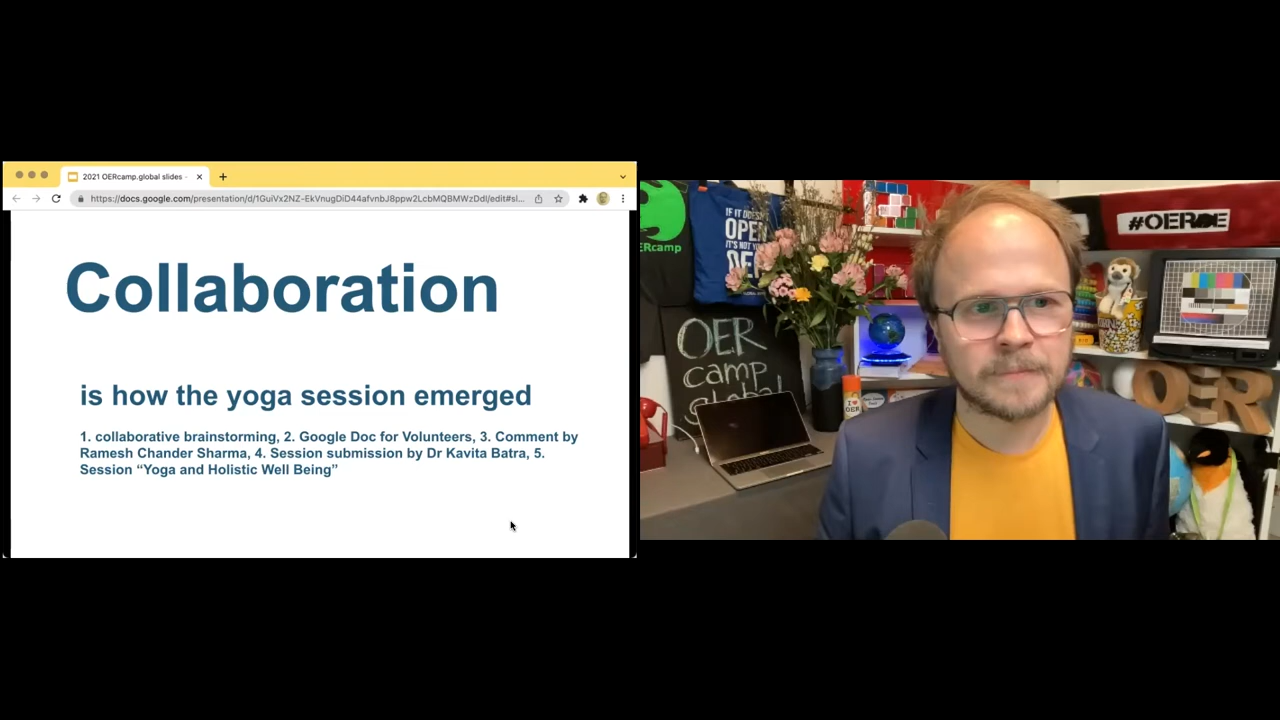 2021 OERcamp.global slides -
https://docs.google.com/presentation/d/1GuiVx2NZ-EkVnugDiD44afvnbJ8ppw2LcbMQBMWzDdI/edit#sl...
Collaboration
is how the yoga session emerged
1. collaborative brainstorming, 2. Google Doc for Volunteers, 3. Comment by
Ramesh Chander Sharma, 4. Session submission by Dr Kavita Batra, 5.
Session “Yoga and Holistic Well Being”
ERcamp
IF IT DOESN
OPEN
IT'S NOT
OER
camp
global
I
OER
#OERDE
OER